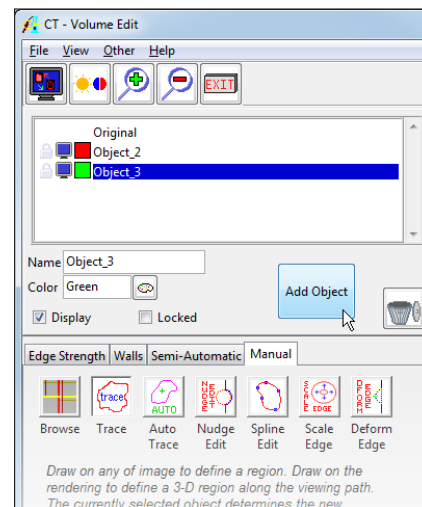 CT - Volume Edit
File View Other Help
EXIT
Original
Object_2
Object_3
Name Object_3
Color Green
Add Object
Display Locked
Edge Strength Walls Semi-Automatic Manual
trace AUTO NUDGE EDIT SCALE EDGE DEFORM EDGE
Browse Trace Auto Nudge Spline Scale Deform
Trace Edit Edit Edge Edge
Draw on any of image to define a region. Draw on the
rendering to define a 3-D region along the viewing path.
The currently selected object determines the new